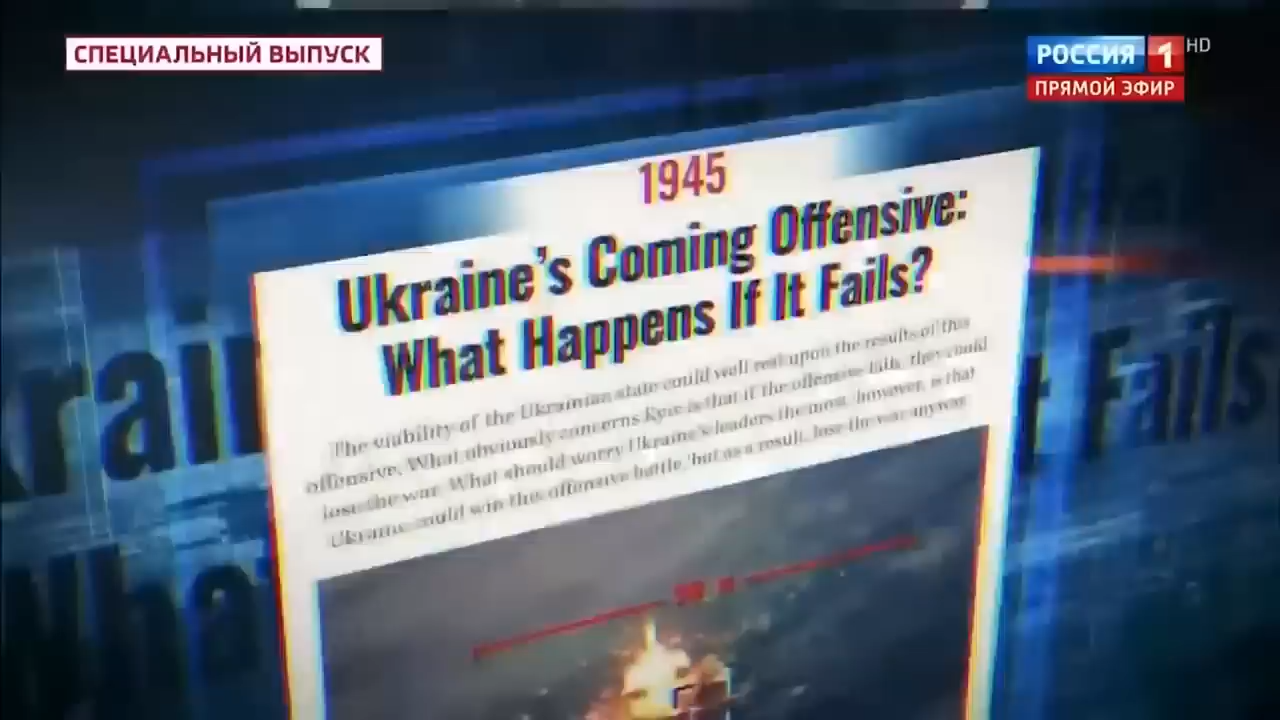 СПЕЦИАЛЬНЫЙ ВЫПУСК
РОССИЯ 1 HD
ПРЯМОЙ ЭФИР
1945
Ukraine's Coming Offensive:
What Happens If It Fails?
The viability of the Ukrainian state could well rest upon the results of this
offensive. What obviously concerns Kyiv is that if the offensive fails, they could
lose the war. What should worry Ukraine's leaders the most, however, is that
Ukraine could win this offensive battle, but as a result, lose the war anyway.
Fails